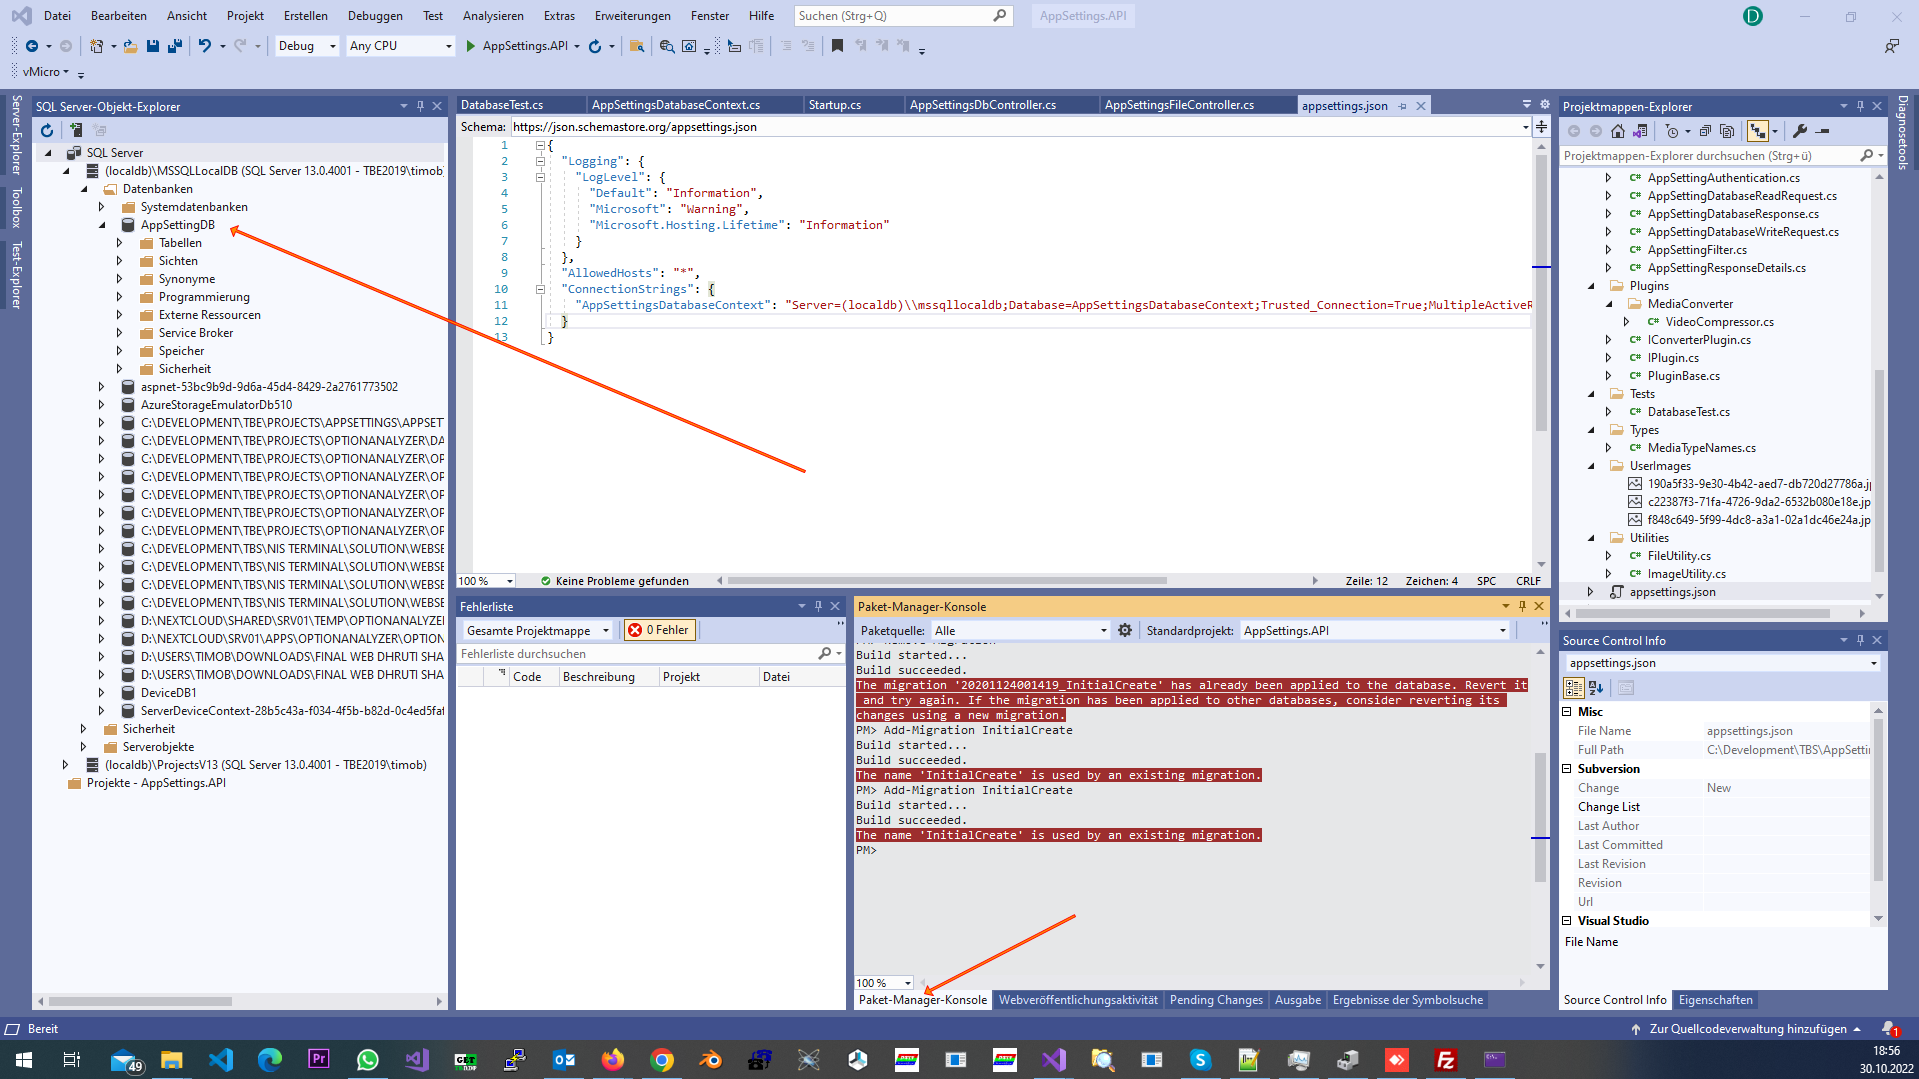 Datei Bearbeiten Ansicht Projekt Erstellen Debuggen Test Analysieren Extras Erweiterungen Fenster Hilfe Suchen (Strg+Q) AppSettings.API D
Debug Any CPU AppSettings.API
vMicro
Server-Explorer
Toolbox
Test-Explorer
SQL Server-Objekt-Explorer
SQL Server
(localdb)\MSSQLLocalDB (SQL Server 13.0.4001 - TBE2019\timob
Datenbanken
Systemdatenbanken
AppSettingDB
Tabellen
Sichten
Synonyme
Programmierung
Externe Ressourcen
Service Broker
Speicher
Sicherheit
aspnet-53bc9b9d-9d6a-45d4-8429-2a2761773502
AzureStorageEmulatorDb510
C:\DEVELOPMENT\TBE\PROJECTS\APPSETTINGS\APPSET
C:\DEVELOPMENT\TBE\PROJECTS\OPTIONANALYZER\DA
C:\DEVELOPMENT\TBE\PROJECTS\OPTIONANALYZER\OP
C:\DEVELOPMENT\TBE\PROJECTS\OPTIONANALYZER\OP
C:\DEVELOPMENT\TBE\PROJECTS\OPTIONANALYZER\OP
C:\DEVELOPMENT\TBE\PROJECTS\OPTIONANALYZER\OP
C:\DEVELOPMENT\TBE\PROJECTS\OPTIONANALYZER\OP
C:\DEVELOPMENT\TBS\NIS TERMINAL\SOLUTION\WEBSE
C:\DEVELOPMENT\TBS\NIS TERMINAL\SOLUTION\WEBSE
C:\DEVELOPMENT\TBS\NIS TERMINAL\SOLUTION\WEBSE
C:\DEVELOPMENT\TBS\NIS TERMINAL\SOLUTION\WEBSE
D:\NEXTCLOUD\SHARED\SRV01\TEMP\OPTIONANALYZE
D:\NEXTCLOUD\SRV01\APPS\OPTIONANALYZER\OPTION
D:\USERS\TIMOB\DOWNLOADS\FINAL WEB DHRUTI SHA
D:\USERS\TIMOB\DOWNLOADS\FINAL WEB DHRUTI SHA
DeviceDB1
ServerDeviceContext-28b5c43a-f034-4f5b-b82d-0c4ed5faf
Sicherheit
Serverobjekte
(localdb)\ProjectsV13 (SQL Server 13.0.4001 - TBE2019\timob)
Projekte - AppSettings.API
DatabaseTest.cs AppSettingsDatabaseContext.cs Startup.cs AppSettingsDbController.cs AppSettingsFileController.cs appsettings.json
Schema: https://json.schemastore.org/appsettings.json
1 {
2 "Logging": {
3 "LogLevel": {
4 "Default": "Information",
5 "Microsoft": "Warning",
6 "Microsoft.Hosting.Lifetime": "Information"
7 }
8 },
9 "AllowedHosts": "*",
10 "ConnectionStrings": {
11 "AppSettingsDatabaseContext": "Server=(localdb)\\mssqllocaldb;Database=AppSettingsDatabaseContext;Trusted_Connection=True;MultipleActiveR
12 }
13 }
100 % Keine Probleme gefunden Zeile: 12 Zeichen: 4 SPC CRLF
Fehlerliste
Gesamte Projektmappe 0 Fehler
Fehlerliste durchsuchen
Code Beschreibung Projekt Datei
Paket-Manager-Konsole
Paketquelle: Alle Standardprojekt: AppSettings.API
Build started...
Build succeeded.
The migration '20201124001419_InitialCreate' has already been applied to the database. Revert it
and try again. If the migration has been applied to other databases, consider reverting its
changes using a new migration.
PM> Add-Migration InitialCreate
Build started...
Build succeeded.
The name 'InitialCreate' is used by an existing migration.
PM> Add-Migration InitialCreate
Build started...
Build succeeded.
The name 'InitialCreate' is used by an existing migration.
PM>
100 %
Paket-Manager-Konsole Webveröffentlichungsaktivität Pending Changes Ausgabe Ergebnisse der Symbolsuche
Projektmappen-Explorer
Projektmappen-Explorer durchsuchen (Strg+ü)
AppSettingAuthentication.cs
AppSettingDatabaseReadRequest.cs
AppSettingDatabaseResponse.cs
AppSettingDatabaseWriteRequest.cs
AppSettingFilter.cs
AppSettingResponseDetails.cs
Plugins
MediaConverter
VideoCompressor.cs
IConverterPlugin.cs
IPlugin.cs
PluginBase.cs
Tests
DatabaseTest.cs
Types
MediaTypeNames.cs
UserImages
190a5f33-9e30-4b42-aed7-db720d27786a.j
c22387f3-71fa-4726-9da2-6532b080e18e.jp
f848c649-5f99-4dc8-a3a1-02a1dc46e24a.jp
Utilities
FileUtility.cs
ImageUtility.cs
appsettings.json
Source Control Info
appsettings.json
Misc
File Name appsettings.json
Full Path C:\Development\TBS\AppSetti
Subversion
Change New
Change List
Last Author
Last Committed
Last Revision
Revision
Url
Visual Studio
File Name
Source Control Info Eigenschaften
Diagnosetools
Bereit Zur Quellcodeverwaltung hinzufügen 1
49 Pr
18:56
30.10.2022